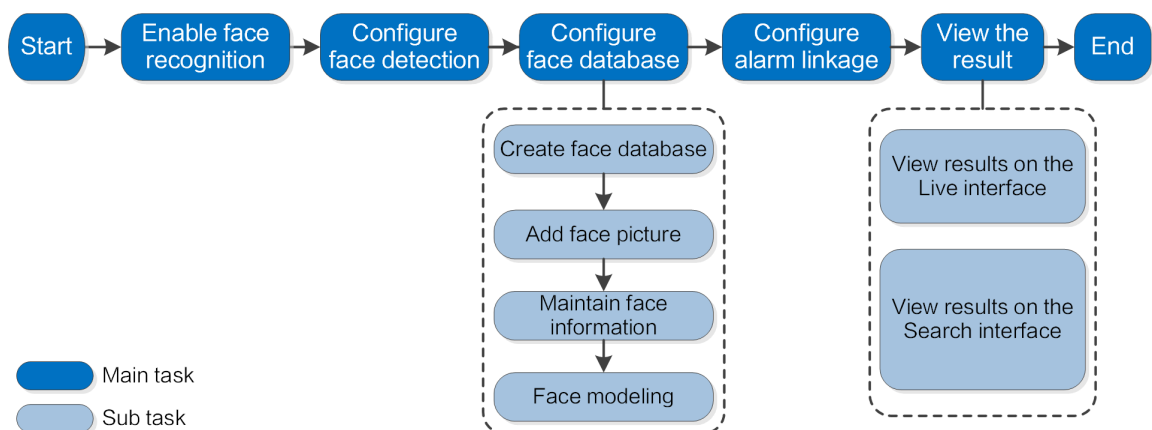 Start
Enable face
recognition
Configure
face detection
Configure
face database
Configure
alarm linkage
View the
result
End
Create face database
Add face picture
Maintain face
information
Face modeling
View results on the
Live interface
View results on the
Search interface
Main task
Sub task